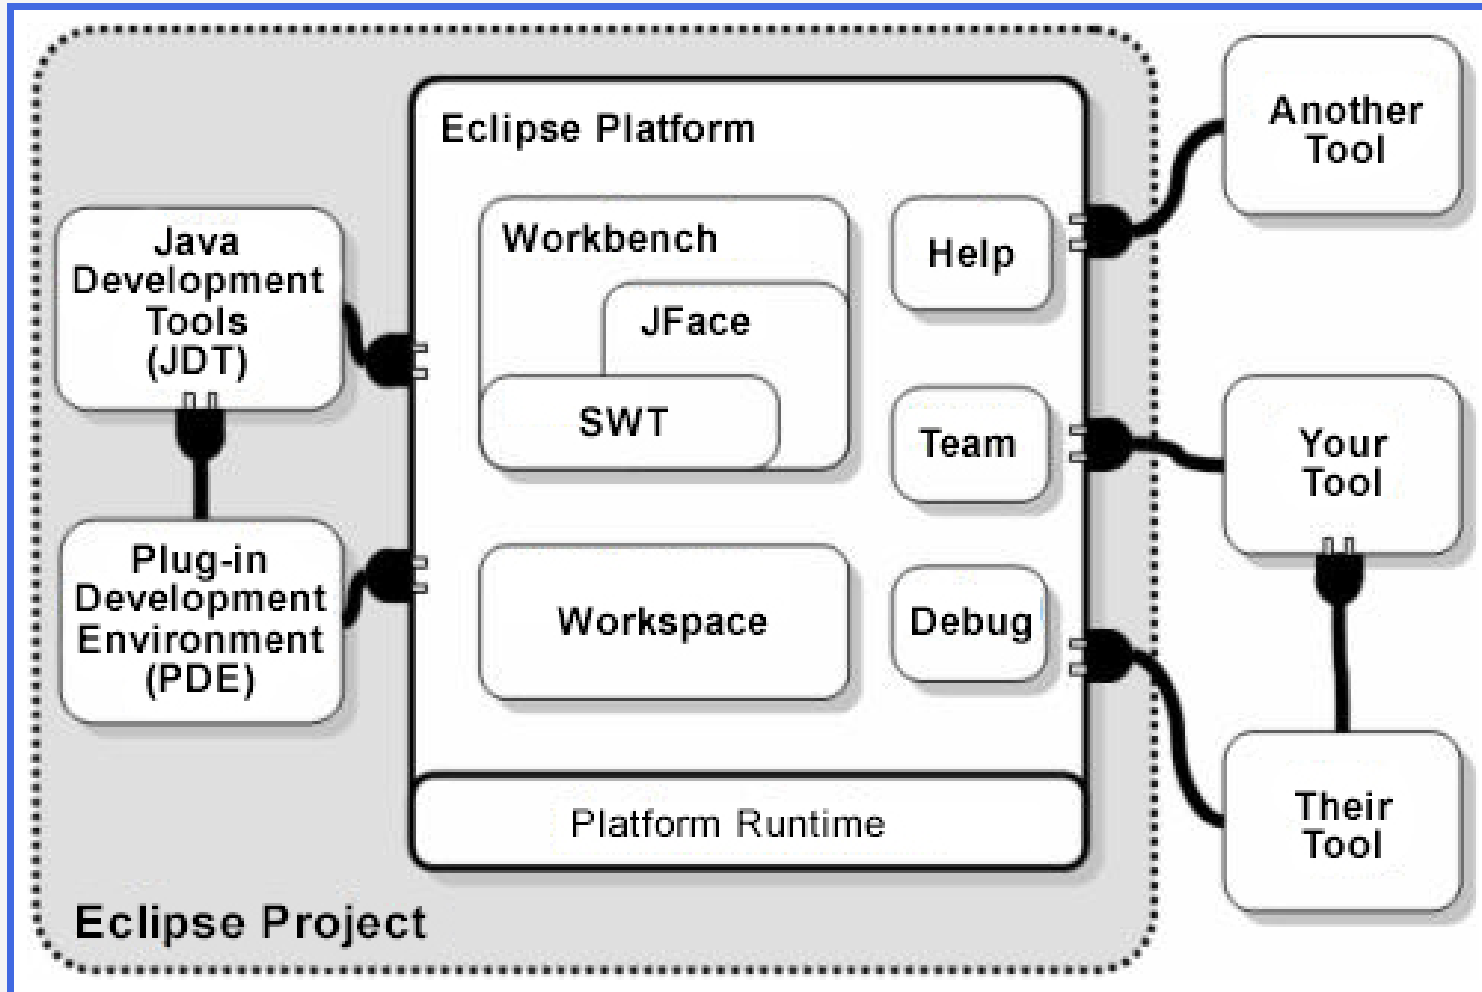 Eclipse Platform
Another
Tool
Workbench
Help
Java
Development
Tools
(JDT)
JFace
SWT
Team
Your
Tool
Plug-in
Development
Environment
(PDE)
Workspace
Debug
Platform Runtime
Their
Tool
Eclipse Project